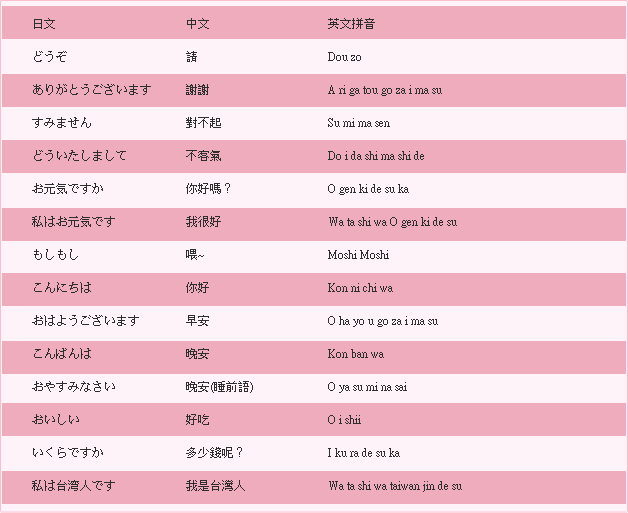 日文 中文 英文拼音
どうぞ 請 Dou zo
ありがとうございます 謝謝 A ri ga tou go za i ma su
すみません 對不起 Su mi ma sen
どういたしまして 不客氣 Do i da shi ma shi de
お元気ですか 你好嗎？ O gen ki de su ka
私はお元気です 我很好 Wa ta shi wa O gen ki de su
もしもし 喂~ Moshi Moshi
こんにちは 你好 Kon ni chi wa
おはようございます 早安 O ha yo u go za i ma su
こんばんは 晚安 Kon ban wa
おやすみなさい 晚安(睡前語) O ya su mi na sai
おいしい 好吃 O i shii
いくらですか 多少錢呢？ I ku ra de su ka
私は台湾人です 我是台灣人 Wa ta shi wa taiwan jin de su